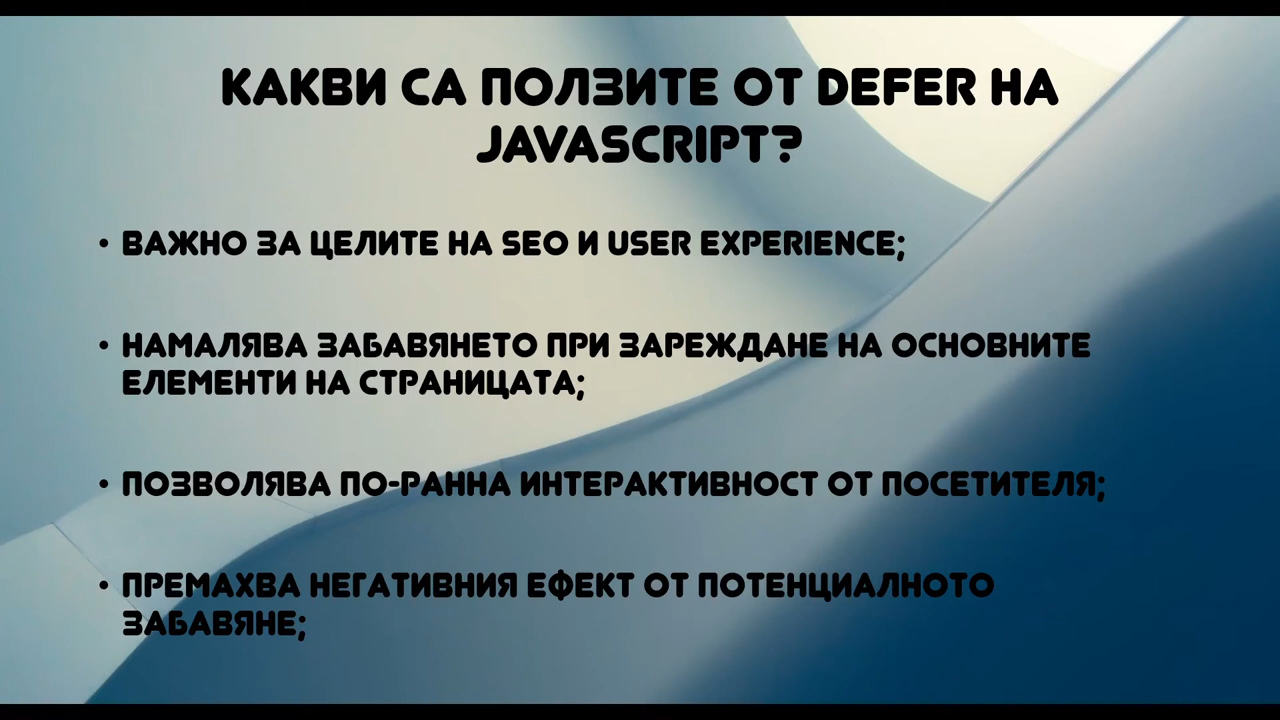 КАКВИ СА ПОЛЗИТЕ ОТ DEFER НА
JAVASCRIPT?
• ВАЖНО ЗА ЦЕЛИТЕ НА SEO И USER EXPERIENCE;
• НАМАЛЯВА ЗАБАВЯНЕТО ПРИ ЗАРЕЖДАНЕ НА ОСНОВНИТЕ
ЕЛЕМЕНТИ НА СТРАНИЦАТА;
• ПОЗВОЛЯВА ПО-РАННА ИНТЕРАКТИВНОСТ ОТ ПОСЕТИТЕЛЯ;
• ПРЕМАХВА НЕГАТИВНИЯ ЕФЕКТ ОТ ПОТЕНЦИАЛНОТО
ЗАБАВЯНЕ;